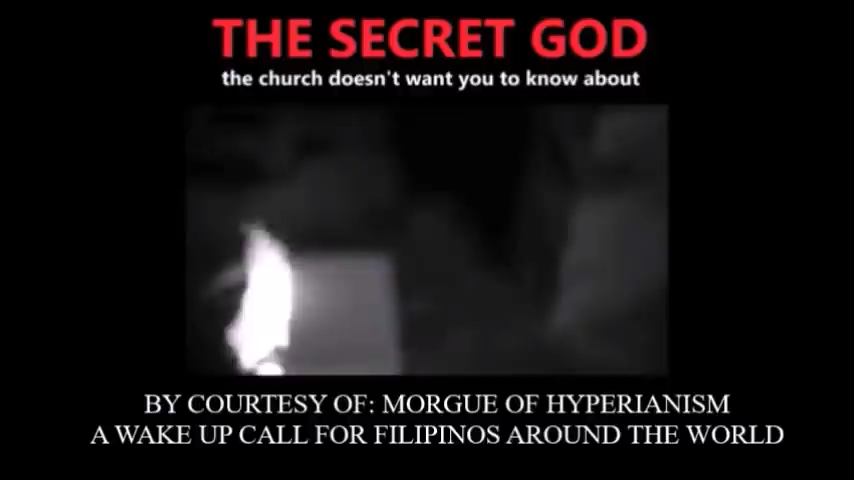 THE SECRET GOD
the church doesn't want you to know about
BY COURTESY OF: MORGUE OF HYPERIANISM
A WAKE UP CALL FOR FILIPINOS AROUND THE WORLD